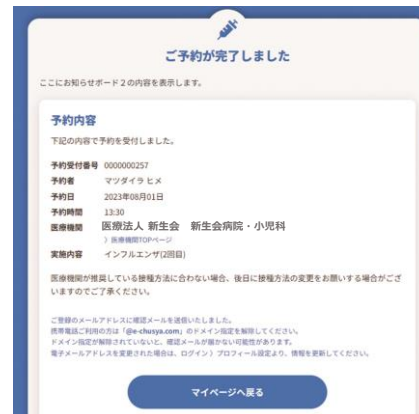 ご予約が完了しました
ここにお知らせボード2の内容を表示します。
予約内容
下記の内容で予約を受付しました。
予約受付番号 0000000257
予約者 マツダイラ ヒメ
予約日 2023年08月01日
予約時間 13:30
医療機関 医療法人 新生会 新生会病院・小児科
〉医療機関TOPページ
実施内容 インフルエンザ(2回目)
医療機関が推奨している接種方法に合わない場合、後日に接種方法の変更をお願いする場合がござ
いますのでご了承ください。
ご登録のメールアドレスに確認メールを送信いたしました。
携帯電話ご利用の方は「@e-chusya.com」のドメイン指定を解除してください。
ドメイン指定が解除されていないと、確認メールが届かない可能性があります。
電子メールアドレスを変更された場合は、ログイン 〉プロフィール設定より、情報を更新してください。
マイページへ戻る